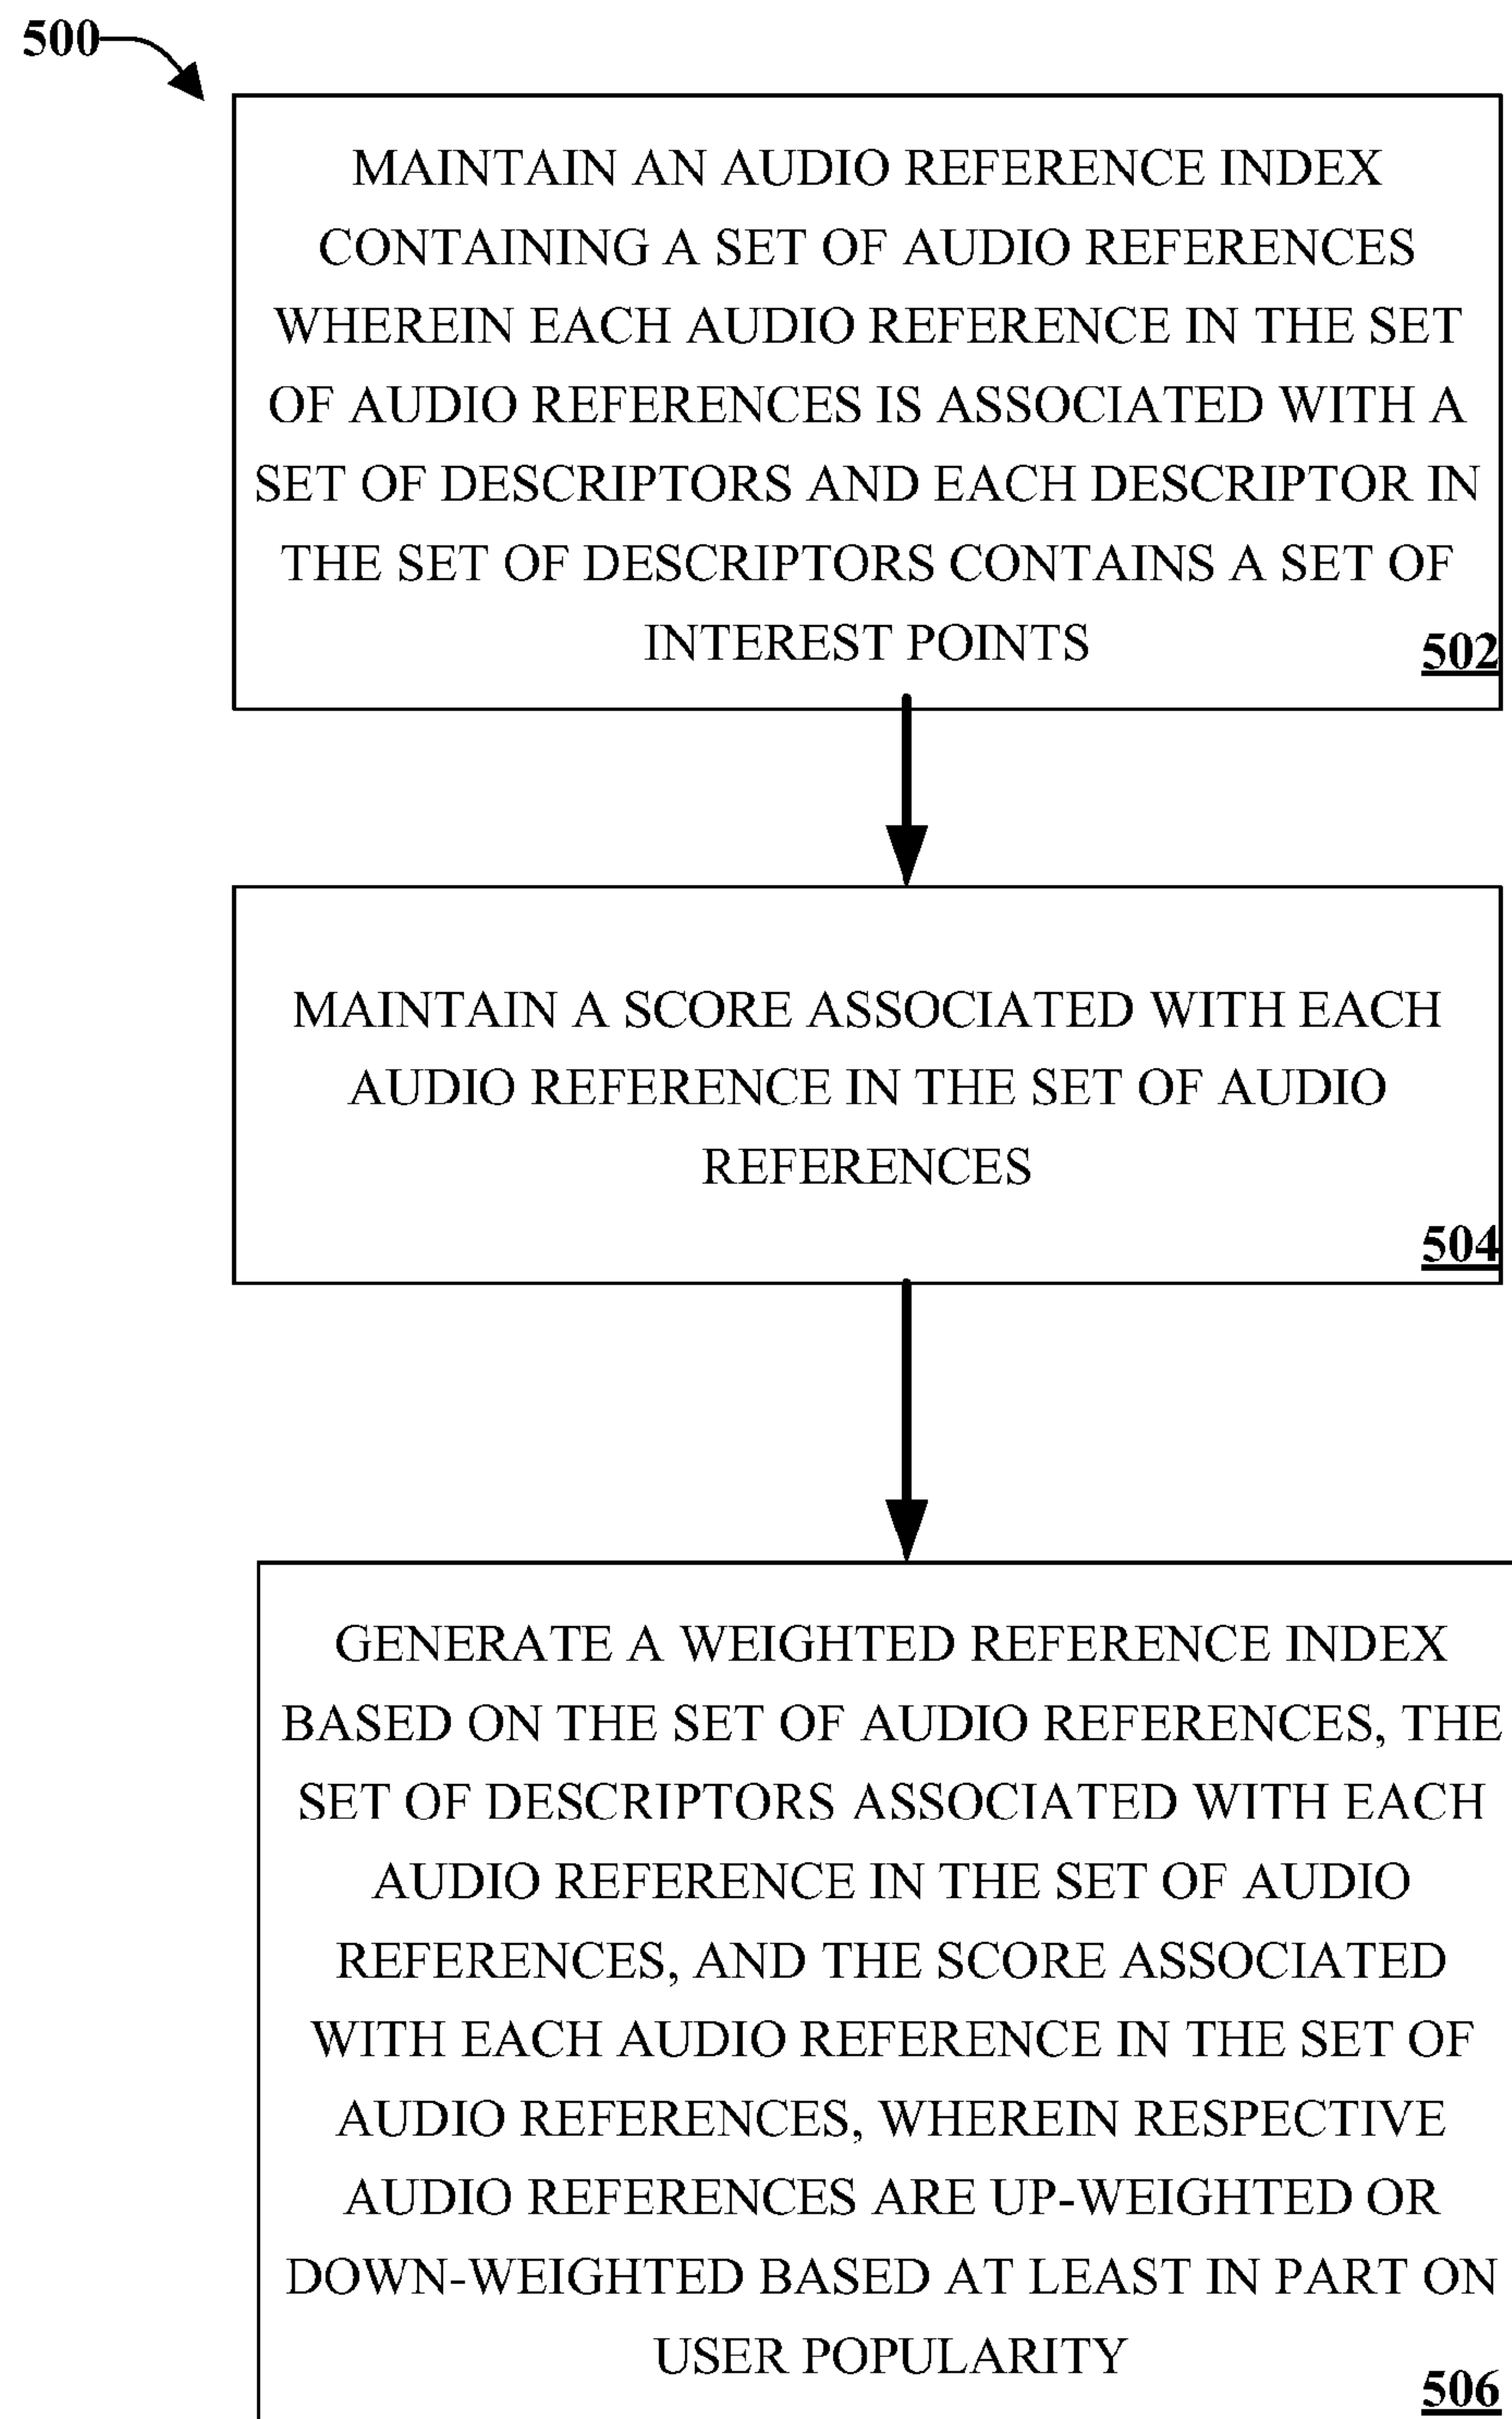 500
MAINTAIN AN AUDIO REFERENCE INDEX
CONTAINING A SET OF AUDIO REFERENCES
WHEREIN EACH AUDIO REFERENCE IN THE SET
OF AUDIO REFERENCES IS ASSOCIATED WITH A
SET OF DESCRIPTORS AND EACH DESCRIPTOR IN
THE SET OF DESCRIPTORS CONTAINS A SET OF
INTEREST POINTS
502
MAINTAIN A SCORE ASSOCIATED WITH EACH
AUDIO REFERENCE IN THE SET OF AUDIO
REFERENCES
504
GENERATE A WEIGHTED REFERENCE INDEX
BASED ON THE SET OF AUDIO REFERENCES, THE
SET OF DESCRIPTORS ASSOCIATED WITH EACH
AUDIO REFERENCE IN THE SET OF AUDIO
REFERENCES, AND THE SCORE ASSOCIATED
WITH EACH AUDIO REFERENCE IN THE SET OF
AUDIO REFERENCES, WHEREIN RESPECTIVE
AUDIO REFERENCES ARE UP-WEIGHTED OR
DOWN-WEIGHTED BASED AT LEAST IN PART ON
USER POPULARITY
506